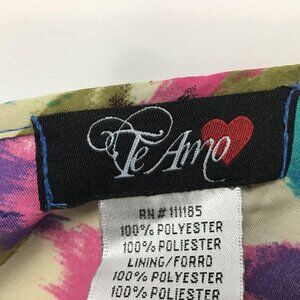 Te Amo
RN# 111185
100% POLYESTER
100% POLIESTER
LINING/FORRO
100% POLYESTER
100% POLIESTER